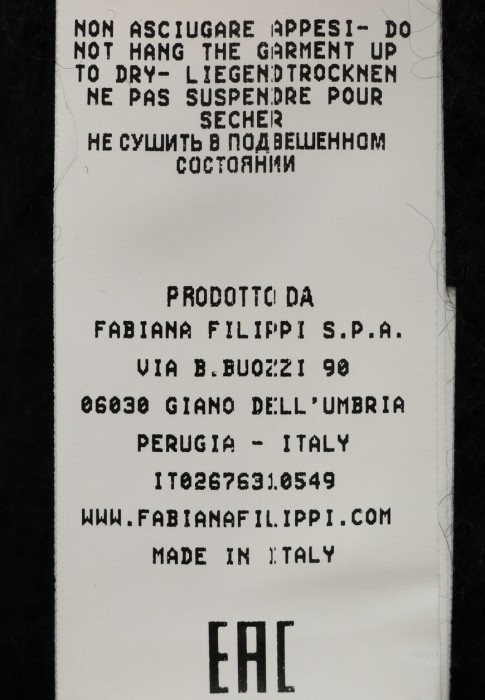 NON ASCIUGARE APPESI- DO
NOT HANG THE GARMENT UP
TO DRY- LIEGENDTROCKNEN
NE PAS SUSPENDRE POUR
SECHER
НЕ СУШИТЬ В ПОДВЕШЕННОМ
СОСТОЯНИИ
PRODOTTO DA
FABIANA FILIPPI S.P.A.
VIA B.BUOZZI 90
06030 GIANO DELL'UMBRIA
PERUGIA - ITALY
IT02676310549
WWW.FABIANAFILIPPI.COM
MADE IN ITALY
EAC